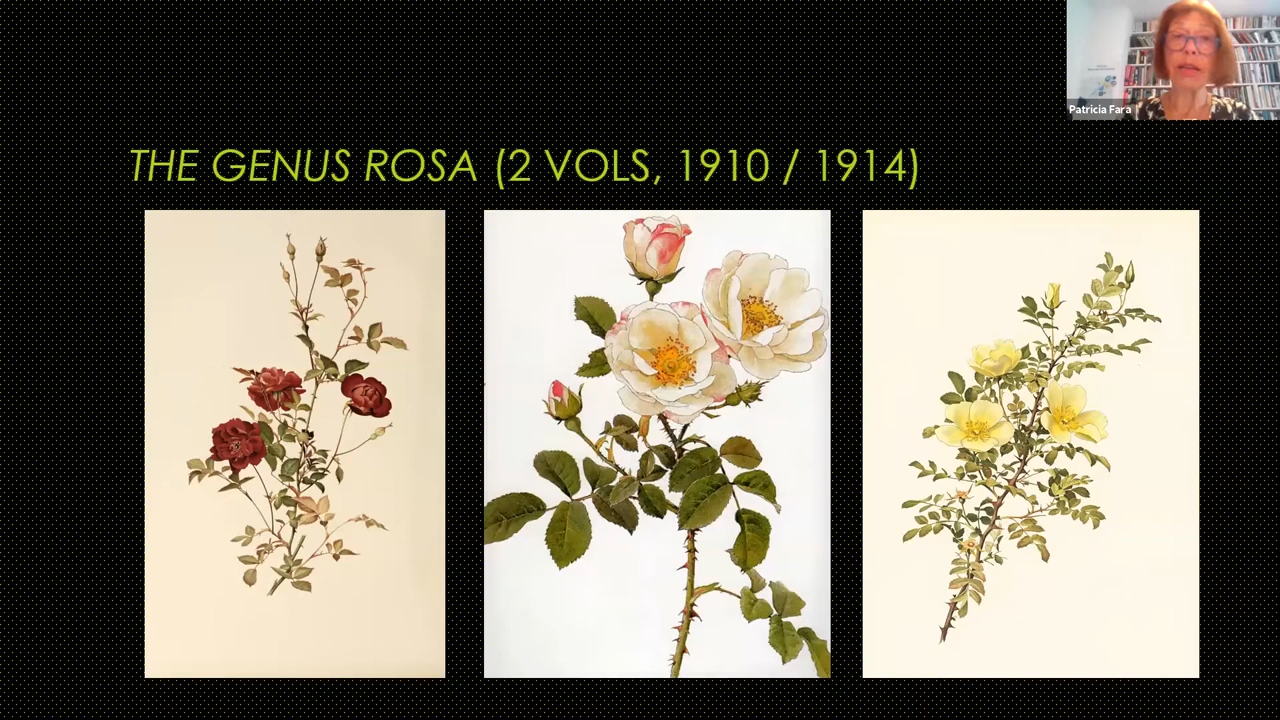 Patricia Fara
THE GENUS ROSA (2 VOLS, 1910 / 1914)